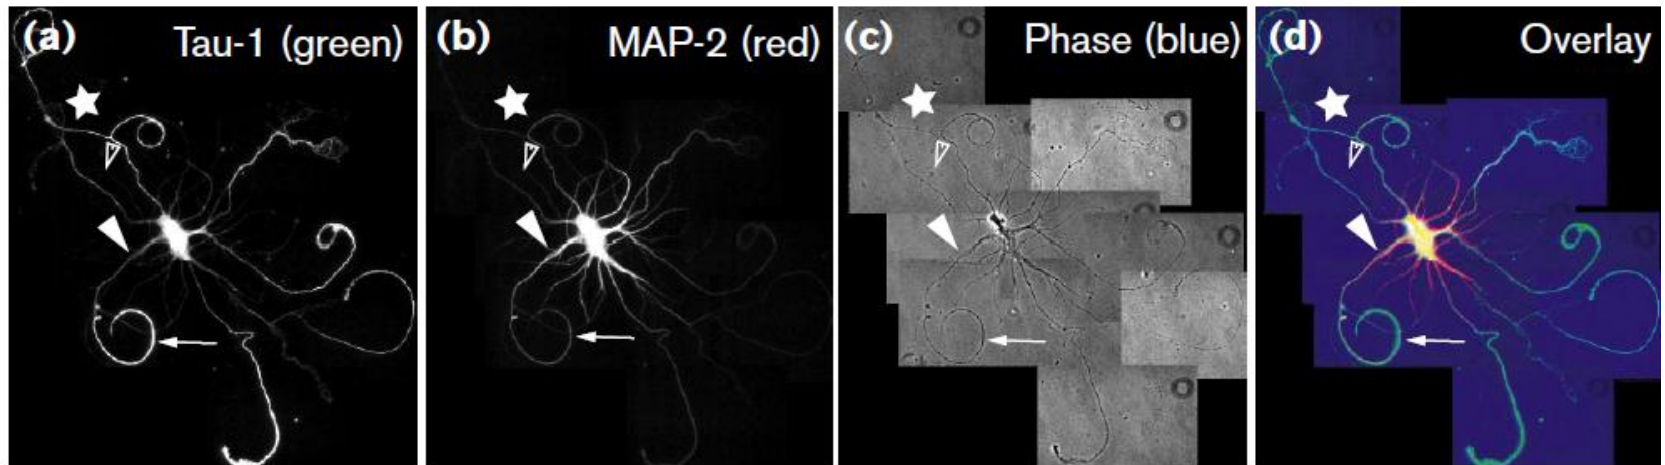 (a) Tau-1 (green)
(b) MAP-2 (red)
(c) Phase (blue)
(d) Overlay